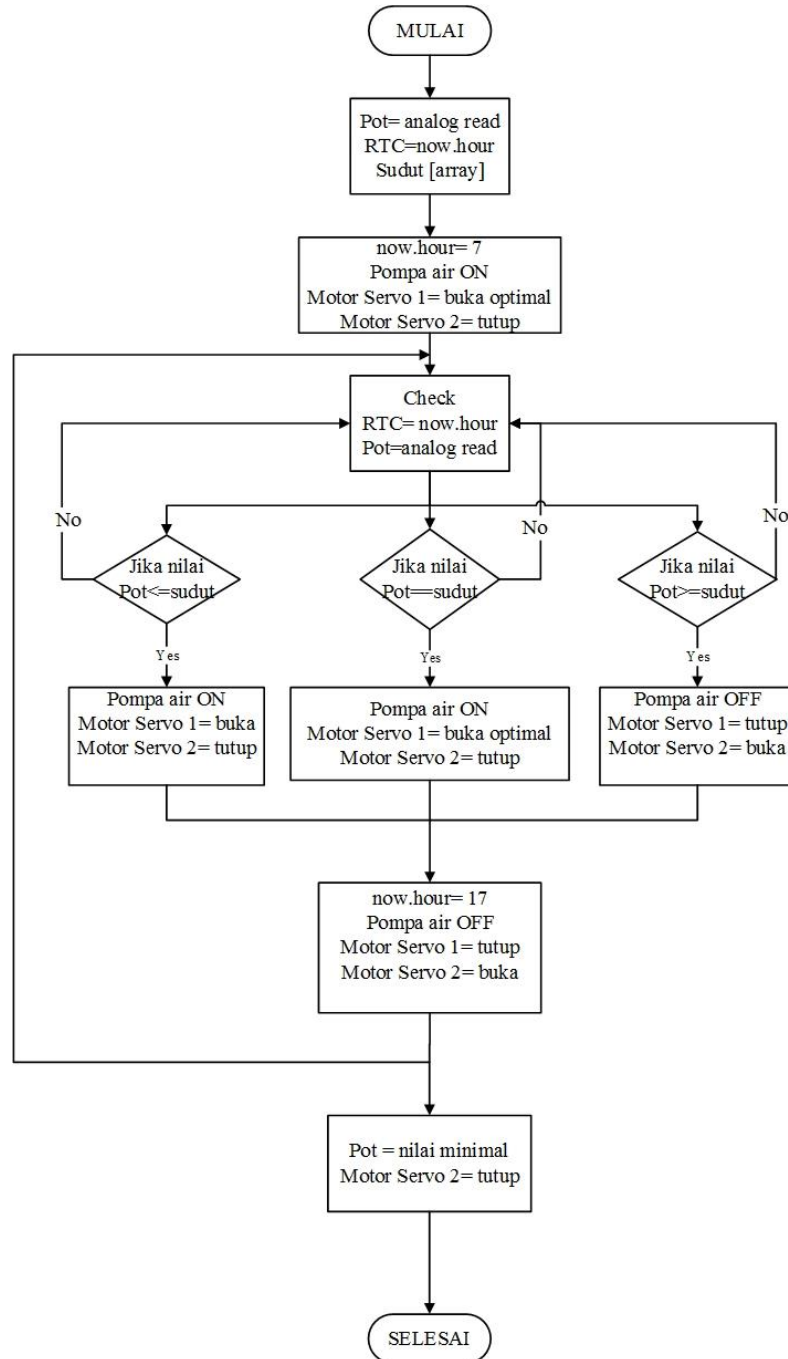 MULAI
Pot= analog read
RTC=now.hour
Sudut [array]
now.hour= 7
Pompa air ON
Motor Servo 1= buka optimal
Motor Servo 2= tutup
Check
RTC= now.hour
Pot=analog read
No
No
No
Jika nilai
Pot<=sudut
Jika nilai
Pot==sudut
Jika nilai
Pot>=sudut
Yes
Yes
Yes
Pompa air ON
Motor Servo 1= buka
Motor Servo 2= tutup
Pompa air ON
Motor Servo 1= buka optimal
Motor Servo 2= tutup
Pompa air OFF
Motor Servo 1= tutup
Motor Servo 2= buka
now.hour= 17
Pompa air OFF
Motor Servo 1= tutup
Motor Servo 2= buka
Pot = nilai minimal
Motor Servo 2= tutup
SELESAI